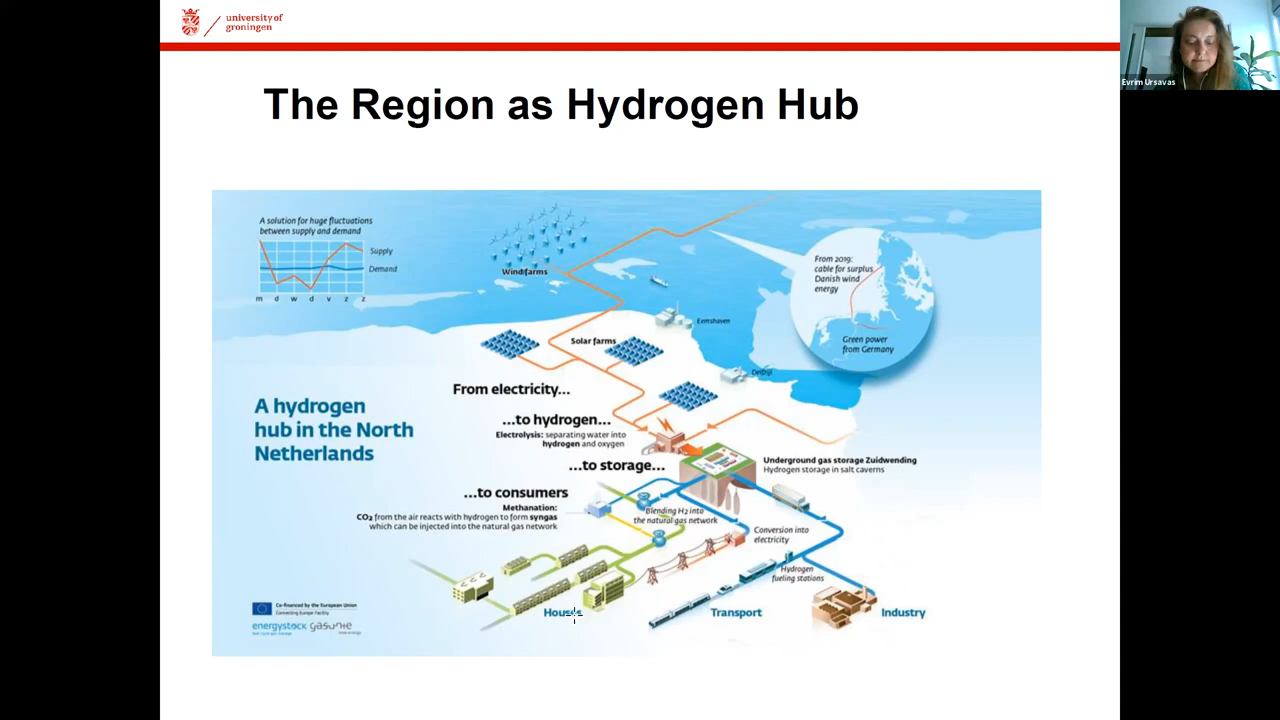 university of
groningen
Evrim Ursavas
The Region as Hydrogen Hub
A solution for huge fluctuations
between supply and demand
Supply
Demand
m d w d v z z
Windfarms
From 2019:
cable for surplus
Danish wind
energy
Green power
from Germany
Eemshaven
Solar farms
Delfzijl
From electricity...
A hydrogen
hub in the North
Netherlands
...to hydrogen...
Electrolysis: separating water into
hydrogen and oxygen
...to storage...
Underground gas storage Zuidwending
Hydrogen storage in salt caverns
...to consumers
Methanation:
CO₂ from the air reacts with hydrogen to form syngas
which can be injected into the natural gas network
Blending H2 into
the natural gas network
Conversion into
electricity
Hydrogen
fueling stations
Houses
Transport
Industry
Co-financed by the European Union
Connecting Europe Facility
energystock gasunie